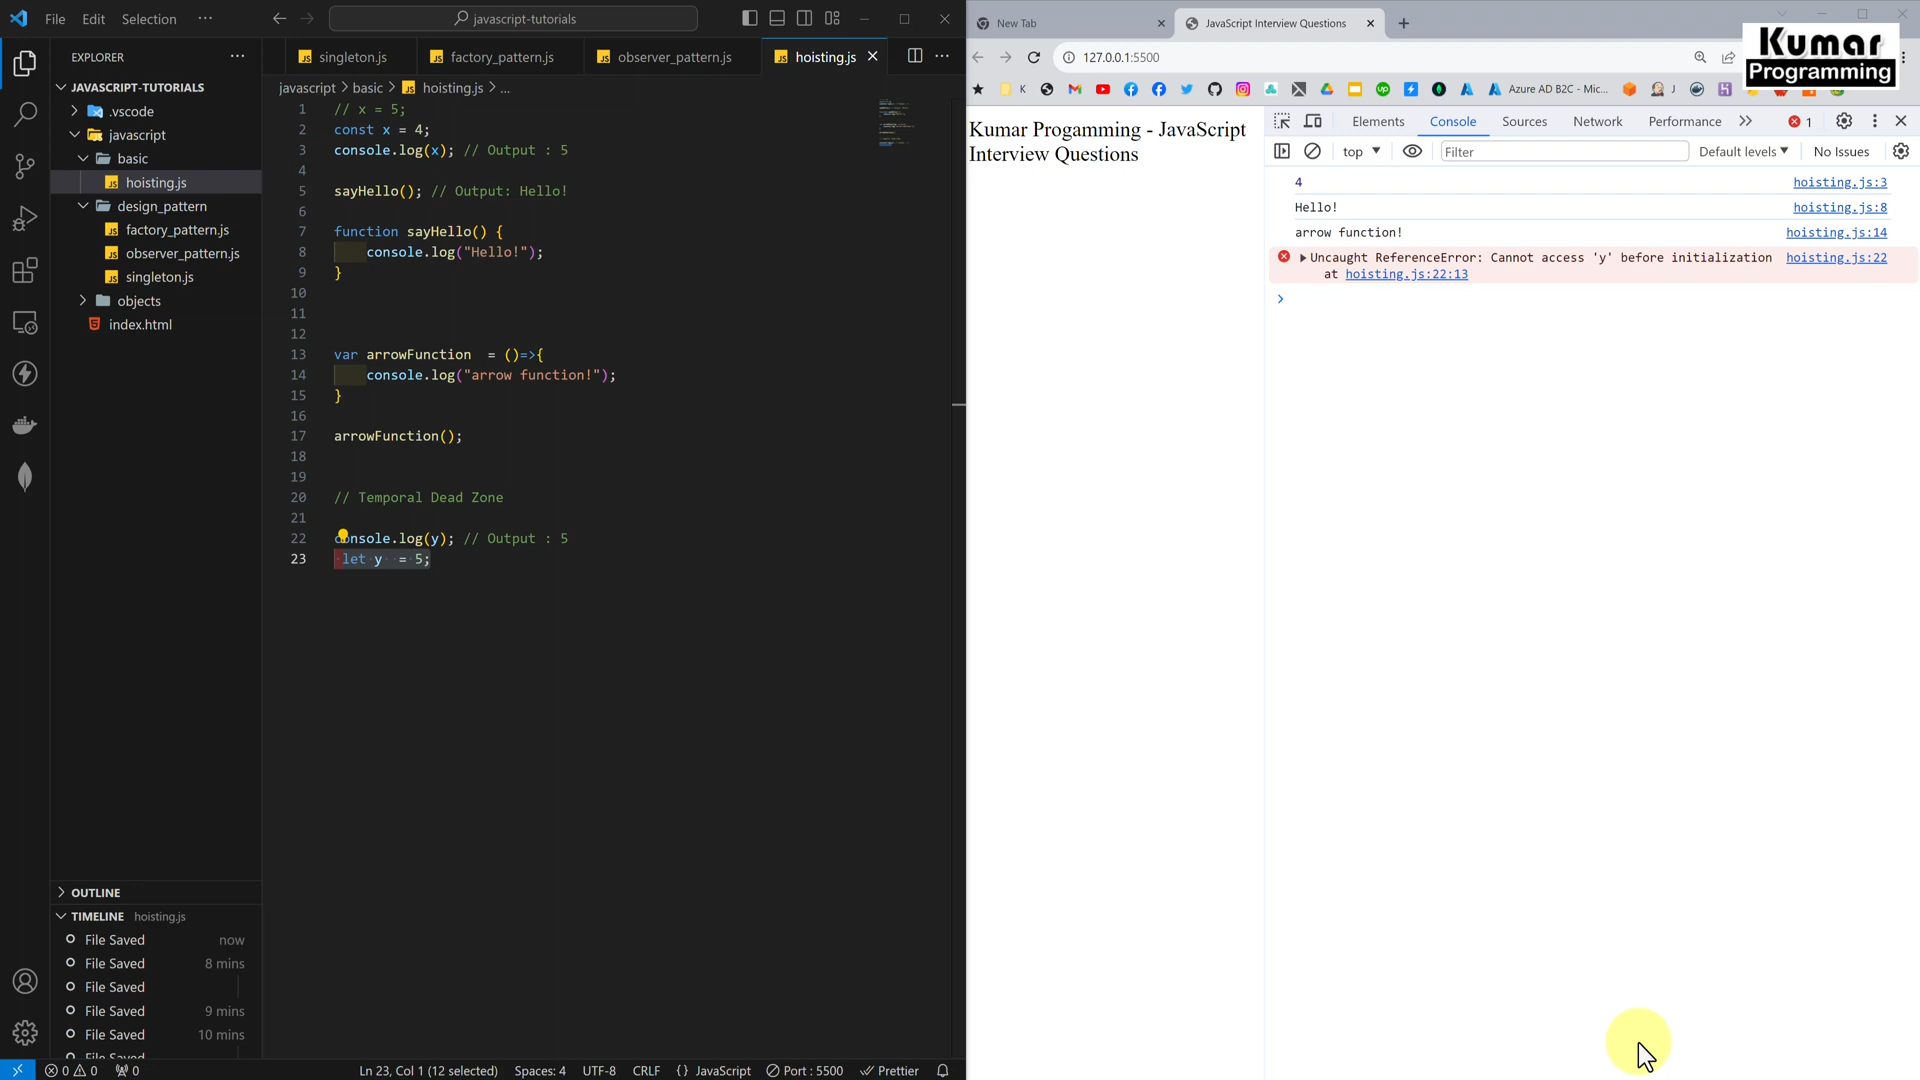 File Edit Selection ···
javascript-tutorials
EXPLORER
JAVASCRIPT-TUTORIALS
.vscode
javascript
basic
hoisting.js
design_pattern
factory_pattern.js
observer_pattern.js
singleton.js
objects
index.html
OUTLINE
TIMELINE hoisting.js
File Saved now
File Saved 8 mins
File Saved
File Saved 9 mins
File Saved 10 mins
File Saved
singleton.js factory_pattern.js observer_pattern.js hoisting.js
javascript > basic > hoisting.js > ...
1 // x = 5;
2 const x = 4;
3 console.log(x); // Output : 5
4
5 sayHello(); // Output: Hello!
6
7 function sayHello() {
8 console.log("Hello!");
9 }
10
11
12
13 var arrowFunction = ()=>{
14 console.log("arrow function!");
15 }
16
17 arrowFunction();
18
19
20 // Temporal Dead Zone
21
22 console.log(y); // Output : 5
23 let y = 5;
0 0 0 Ln 23, Col 1 (12 selected) Spaces: 4 UTF-8 CRLF {} JavaScript Port : 5500 Prettier
New Tab JavaScript Interview Questions
127.0.0.1:5500
Kumar
Programming
K Azure AD B2C - Mic... J
Kumar Progamming - JavaScript
Interview Questions
Elements Console Sources Network Performance 1
top Filter Default levels No Issues
4 hoisting.js:3
Hello! hoisting.js:8
arrow function! hoisting.js:14
Uncaught ReferenceError: Cannot access 'y' before initialization hoisting.js:22
at hoisting.js:22:13